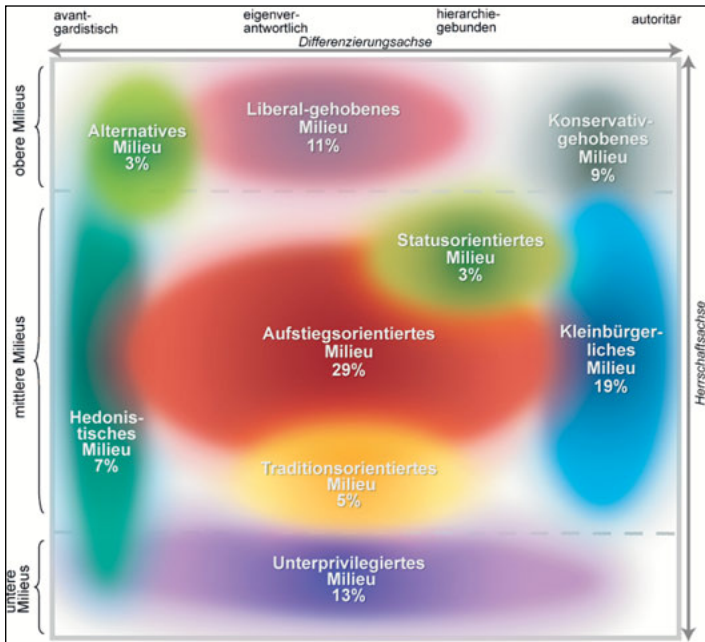 avant-
gardistisch
eigenver-
antwortlich
hierarchie-
gebunden
autoritär
Differenzierungsachse
obere Milieus
mittlere Milieus
untere
Milieus
Herrschaftsachse
Alternatives
Milieu
3%
Liberal-gehobenes
Milieu
11%
Konservativ-
gehobenes
Milieu
9%
Statusorientiertes
Milieu
3%
Aufstiegsorientiertes
Milieu
29%
Kleinbürger-
liches
Milieu
19%
Hedonis-
tisches
Milieu
7%
Traditionsorientiertes
Milieu
5%
Unterprivilegiertes
Milieu
13%